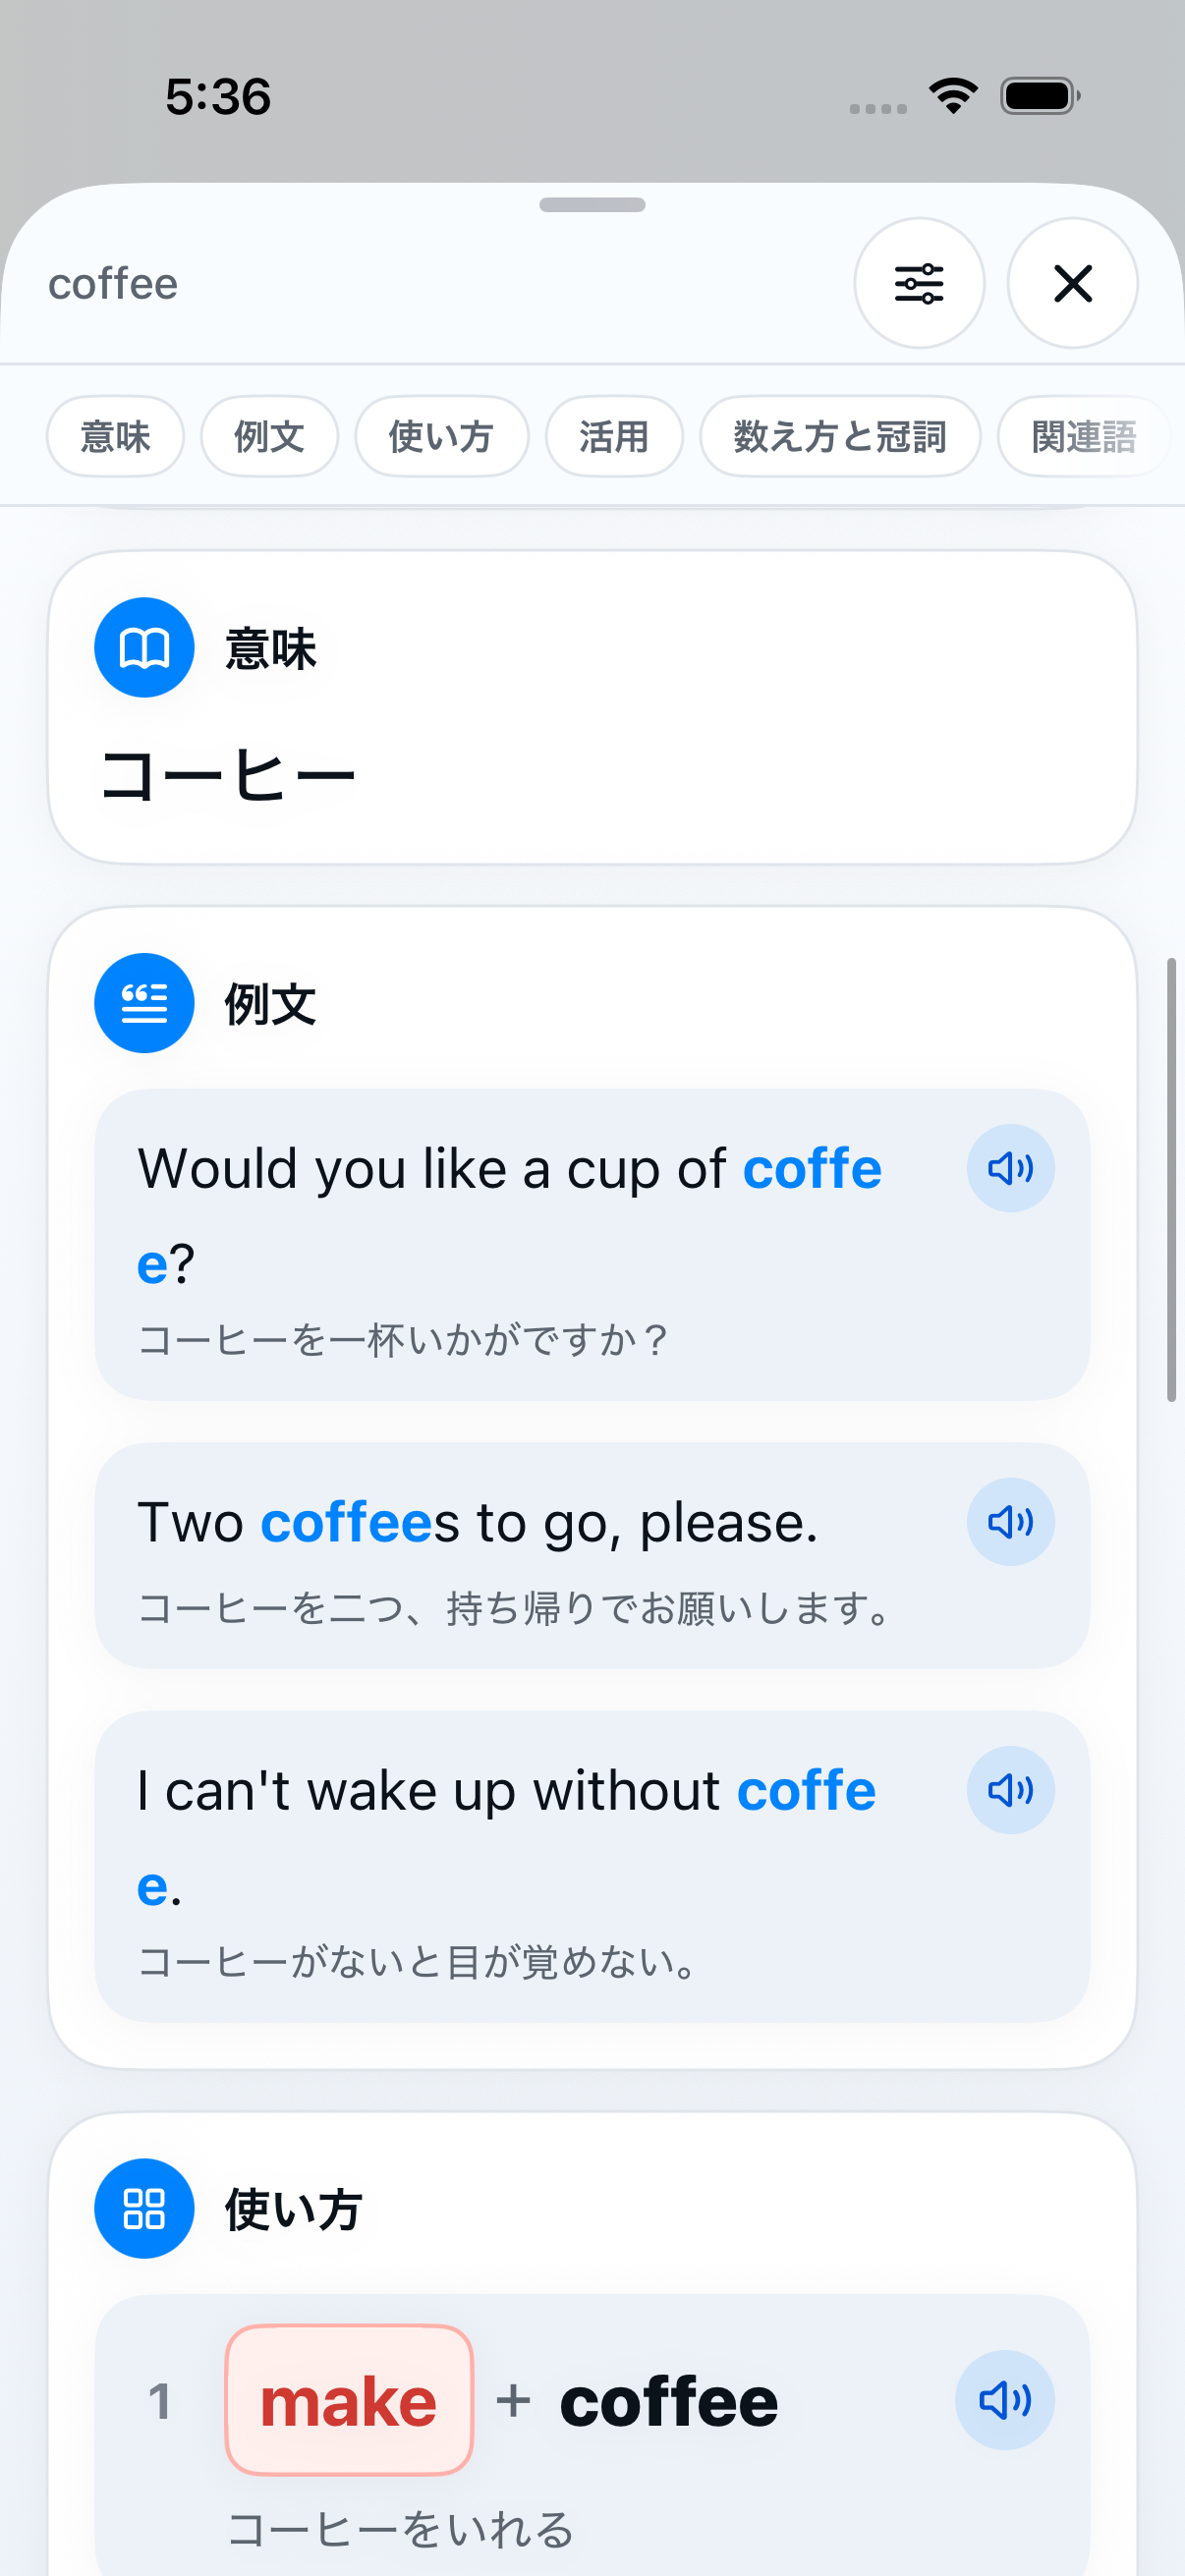 5:36
coffee
意味
例文
使い方
活用
数え方と冠詞
関連語
意味
コーヒー
例文
Would you like a cup of coffe
e?
コーヒーを一杯いかがですか？
Two coffees to go, please.
コーヒーを二つ、持ち帰りでお願いします。
I can't wake up without coffe
e.
コーヒーがないと目が覚めない。
使い方
1 make + coffee
コーヒーをいれる